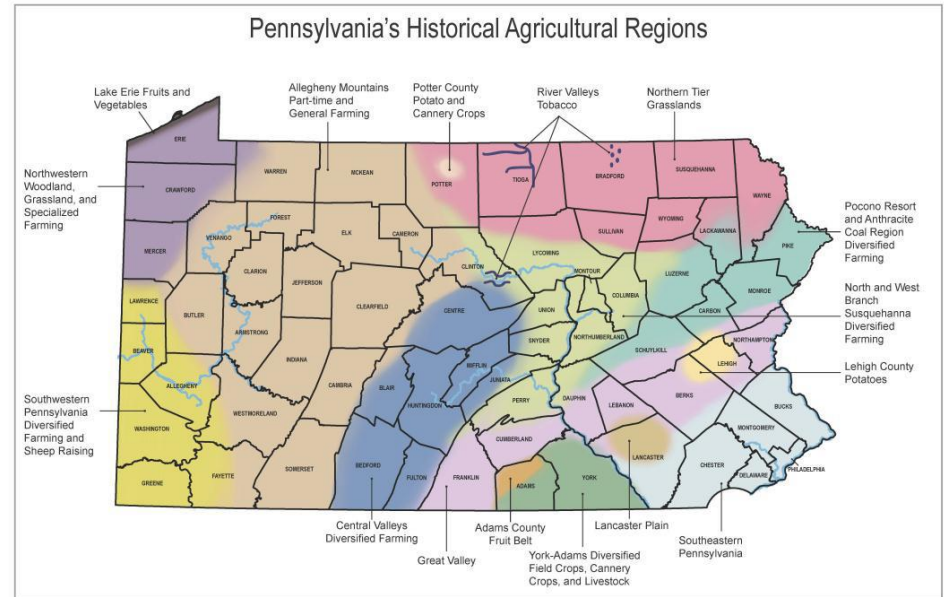 Pennsylvania's Historical Agricultural Regions
Lake Erie Fruits and
Vegetables
Allegheny Mountains
Part-time and
General Farming
Potter County
Potato and
Cannery Crops
River Valleys
Tobacco
Northern Tier
Grasslands
Northwestern
Woodland,
Grassland, and
Specialized
Farming
Pocono Resort
and Anthracite
Coal Region
Diversified
Farming
North and West
Branch
Susquehanna
Diversified
Farming
Lehigh County
Potatoes
Southwestern
Pennsylvania
Diversified
Farming and
Sheep Raising
Central Valleys
Diversified Farming
Great Valley
Adams County
Fruit Belt
York-Adams Diversified
Field Crops, Cannery
Crops, and Livestock
Lancaster Plain
Southeastern
Pennsylvania
ERIE
CRAWFORD
WARREN
MCKEAN
POTTER
TIOGA
BRADFORD
SUSQUEHANNA
WAYNE
WYOMING
LACKAWANNA
PIKE
MERCER
VENANGO
FOREST
ELK
CAMERON
CLINTON
LYCOMING
SULLIVAN
LUZERNE
MONROE
LAWRENCE
BUTLER
CLARION
JEFFERSON
CLEARFIELD
CENTRE
UNION
MONTOUR
COLUMBIA
CARBON
NORTHAMPTON
BEAVER
ARMSTRONG
INDIANA
SNYDER
NORTHUMBERLAND
SCHUYLKILL
LEHIGH
ALLEGHENY
CAMBRIA
BLAIR
MIFFLIN
JUNIATA
HUNTINGDON
PERRY
DAUPHIN
LEBANON
BERKS
BUCKS
WASHINGTON
WESTMORELAND
CUMBERLAND
MONTGOMERY
GREENE
FAYETTE
SOMERSET
BEDFORD
FULTON
FRANKLIN
ADAMS
YORK
LANCASTER
CHESTER
DELAWARE
PHILADELPHIA